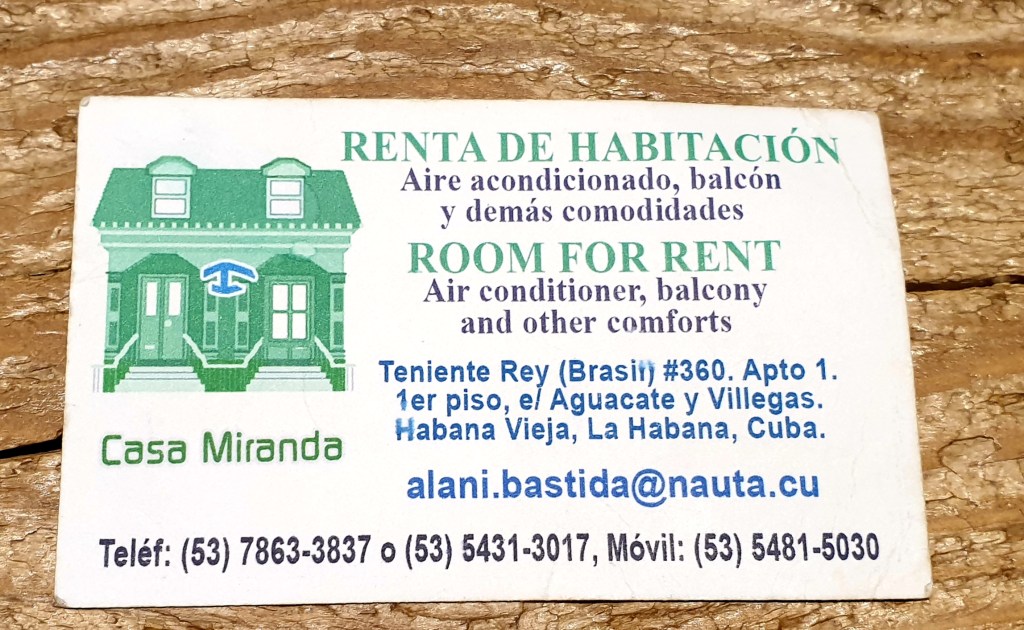 RENTA DE HABITACIÓN
Aire acondicionado, balcón
y demás comodidades
ROOM FOR RENT
Air conditioner, balcony
and other comforts
Teniente Rey (Brasil) #360. Apto 1.
1er piso, e/ Aguacate y Villegas.
Habana Vieja, La Habana, Cuba.
Casa Miranda
alani.bastida@nauta.cu
Teléf: (53) 7863-3837 o (53) 5431-3017, Móvil: (53) 5481-5030